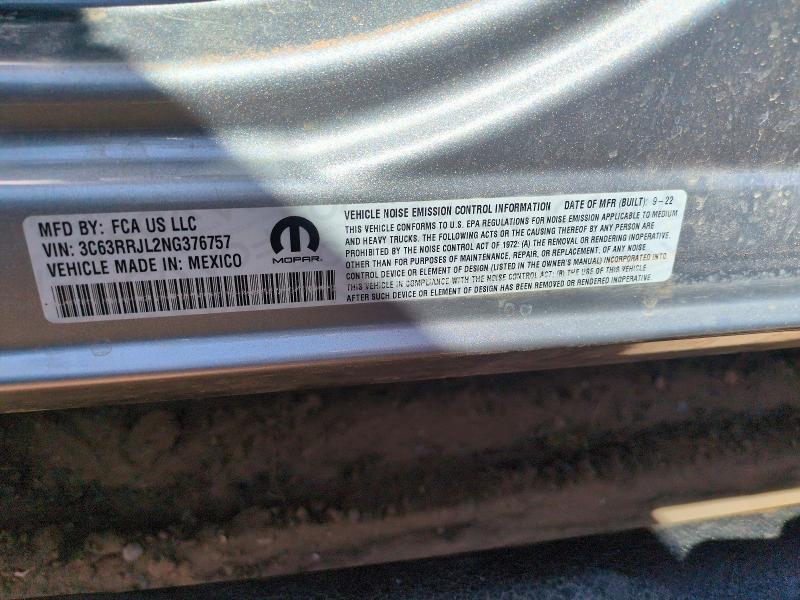 MFD BY: FCA US LLC
VIN: 3C63RRJL2NG376757
VEHICLE MADE IN: MEXICO
MOPAR
VEHICLE NOISE EMISSION CONTROL INFORMATION DATE OF MFR (BUILT): 9-22
THIS VEHICLE CONFORMS TO U.S. EPA REGULATIONS FOR NOISE EMISSION APPLICABLE TO MEDIUM
AND HEAVY TRUCKS. THE FOLLOWING ACTS OR THE CAUSING THEREOF BY ANY PERSON ARE
PROHIBITED BY THE NOISE CONTROL ACT OF 1972: (A) THE REMOVAL OR RENDERING INOPERATIVE,
OTHER THAN FOR PURPOSES OF MAINTENANCE, REPAIR, OR REPLACEMENT, OF ANY NOISE
CONTROL DEVICE OR ELEMENT OF DESIGN (LISTED IN THE OWNER'S MANUAL) INCORPORATED INTO
THIS VEHICLE IN COMPLIANCE WITH THE NOISE CONTROL ACT: (B) THE USE OF THIS VEHICLE
AFTER SUCH DEVICE OR ELEMENT OF DESIGN HAS BEEN REMOVED OR RENDERED INOPERATIVE.